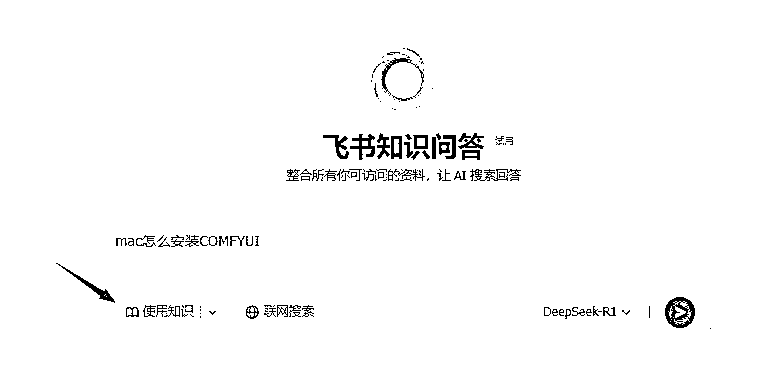 飞书知识问答 试用
整合所有你可访问的资料，让 AI 搜索回答
mac怎么安装COMFYUI
使用知识 联网搜索 DeepSeek-R1